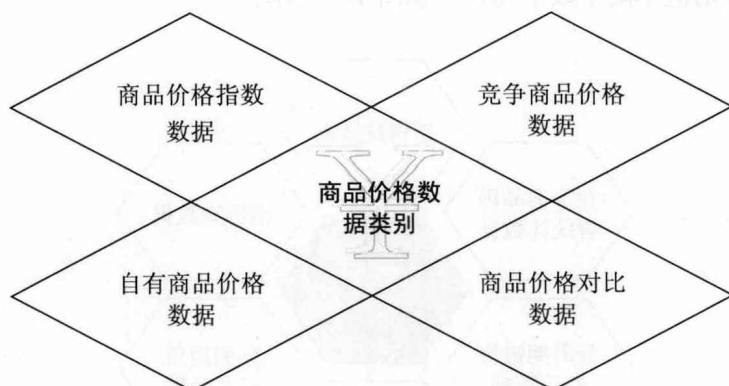 商品价格指数
数据
竞争商品价格
数据
¥
商品价格数
据类别
自有商品价格
数据
商品价格对比
数据